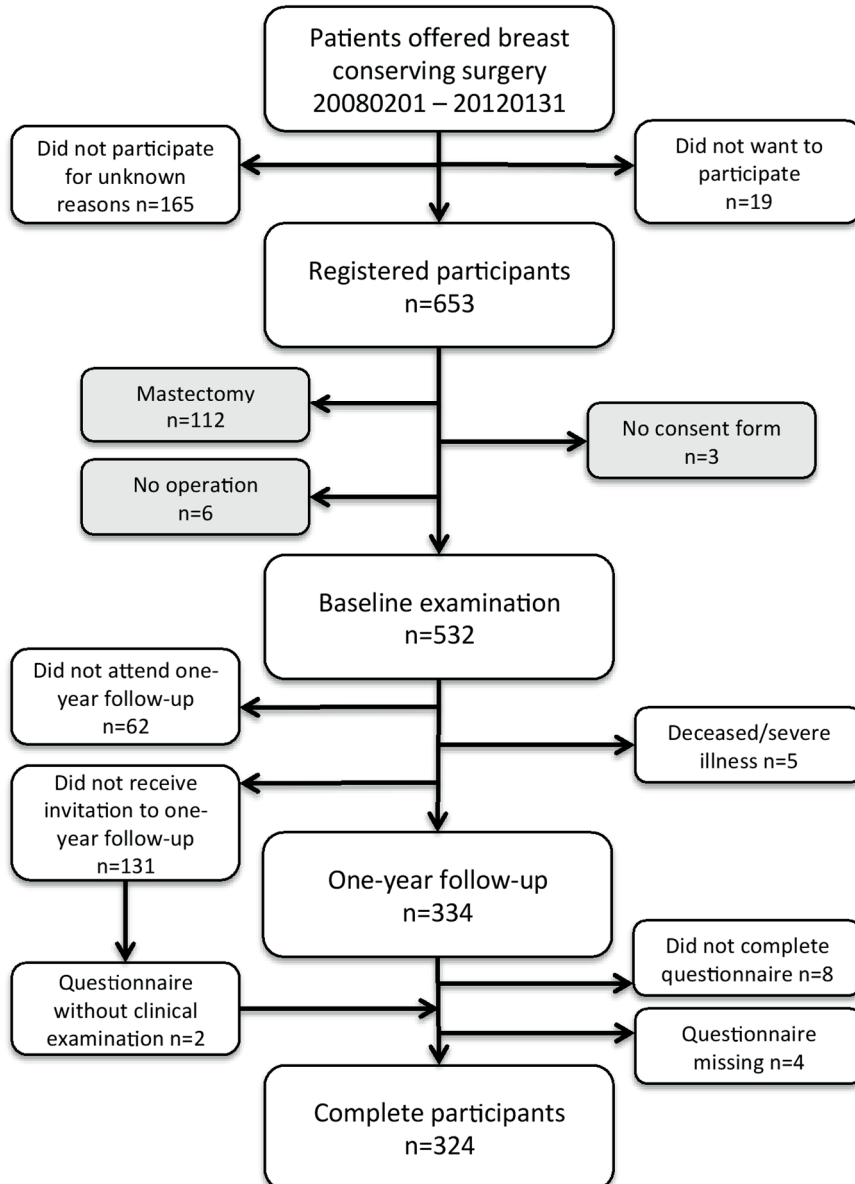 Patients offered breast
conserving surgery
20080201 – 20120131
Did not participate
for unknown
reasons n=165
Did not want to
participate
n=19
Registered participants
n=653
Mastectomy
n=112
No consent form
n=3
No operation
n=6
Baseline examination
n=532
Did not attend one-
year follow-up
n=62
Deceased/severe
illness n=5
Did not receive
invitation to one-
year follow-up
n=131
One-year follow-up
n=334
Did not complete
questionnaire n=8
Questionnaire
without clinical
examination n=2
Questionnaire
missing n=4
Complete participants
n=324